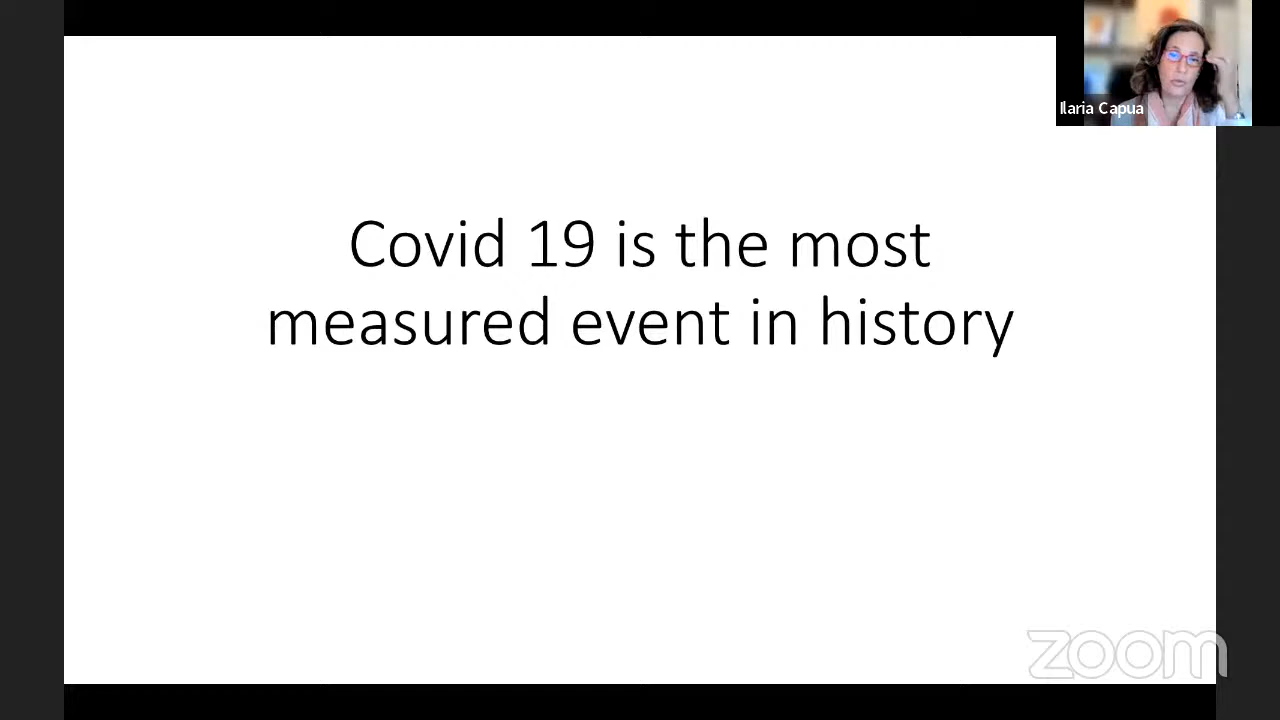 Ilaria Capua
Covid 19 is the most
measured event in history
zoom